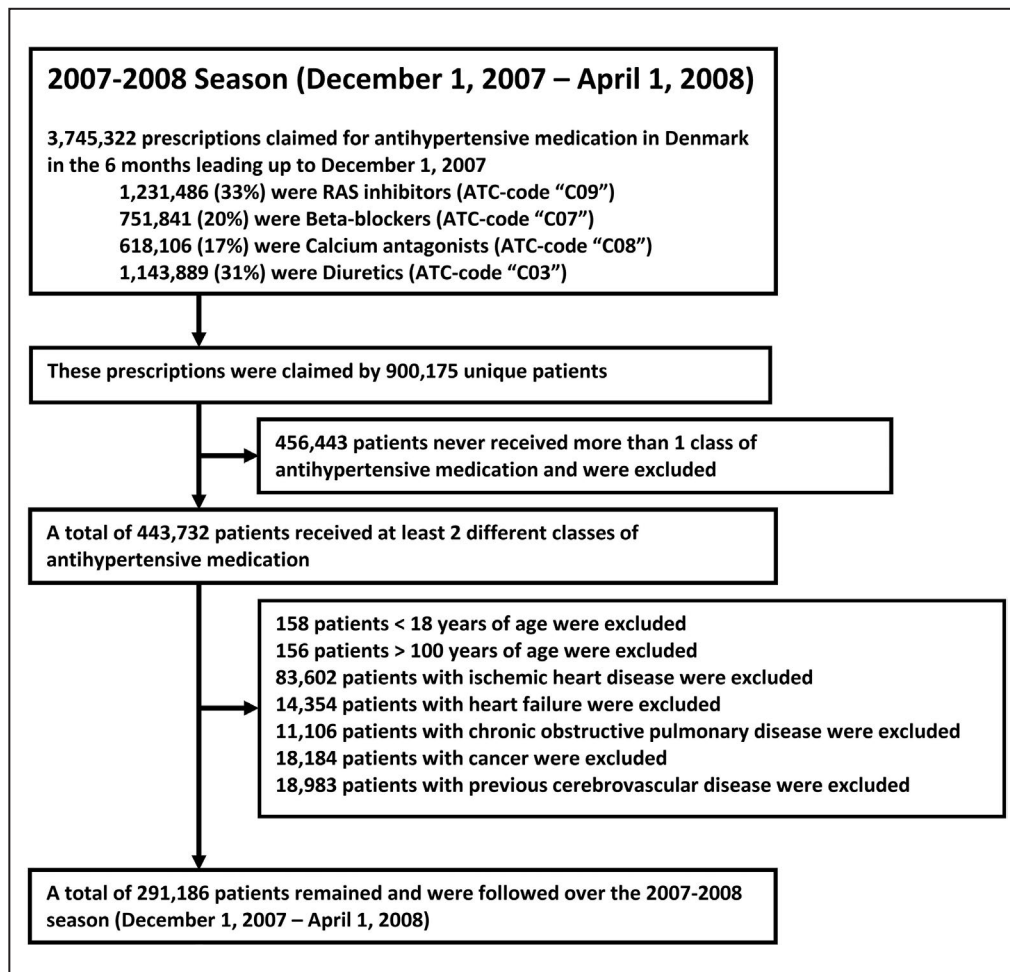 2007-2008 Season (December 1, 2007 – April 1, 2008)
3,745,322 prescriptions claimed for antihypertensive medication in Denmark
in the 6 months leading up to December 1, 2007
1,231,486 (33%) were RAS inhibitors (ATC-code “C09”)
751,841 (20%) were Beta-blockers (ATC-code “C07”)
618,106 (17%) were Calcium antagonists (ATC-code “C08”)
1,143,889 (31%) were Diuretics (ATC-code “C03”)
These prescriptions were claimed by 900,175 unique patients
456,443 patients never received more than 1 class of
antihypertensive medication and were excluded
A total of 443,732 patients received at least 2 different classes of
antihypertensive medication
158 patients < 18 years of age were excluded
156 patients > 100 years of age were excluded
83,602 patients with ischemic heart disease were excluded
14,354 patients with heart failure were excluded
11,106 patients with chronic obstructive pulmonary disease were excluded
18,184 patients with cancer were excluded
18,983 patients with previous cerebrovascular disease were excluded
A total of 291,186 patients remained and were followed over the 2007-2008
season (December 1, 2007 – April 1, 2008)